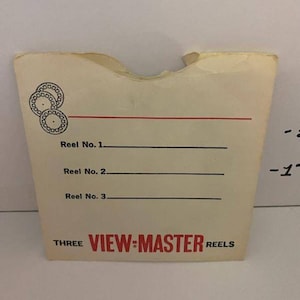 Reel No. 1
Reel No. 2
Reel No. 3
THREE VIEW-MASTER REELS